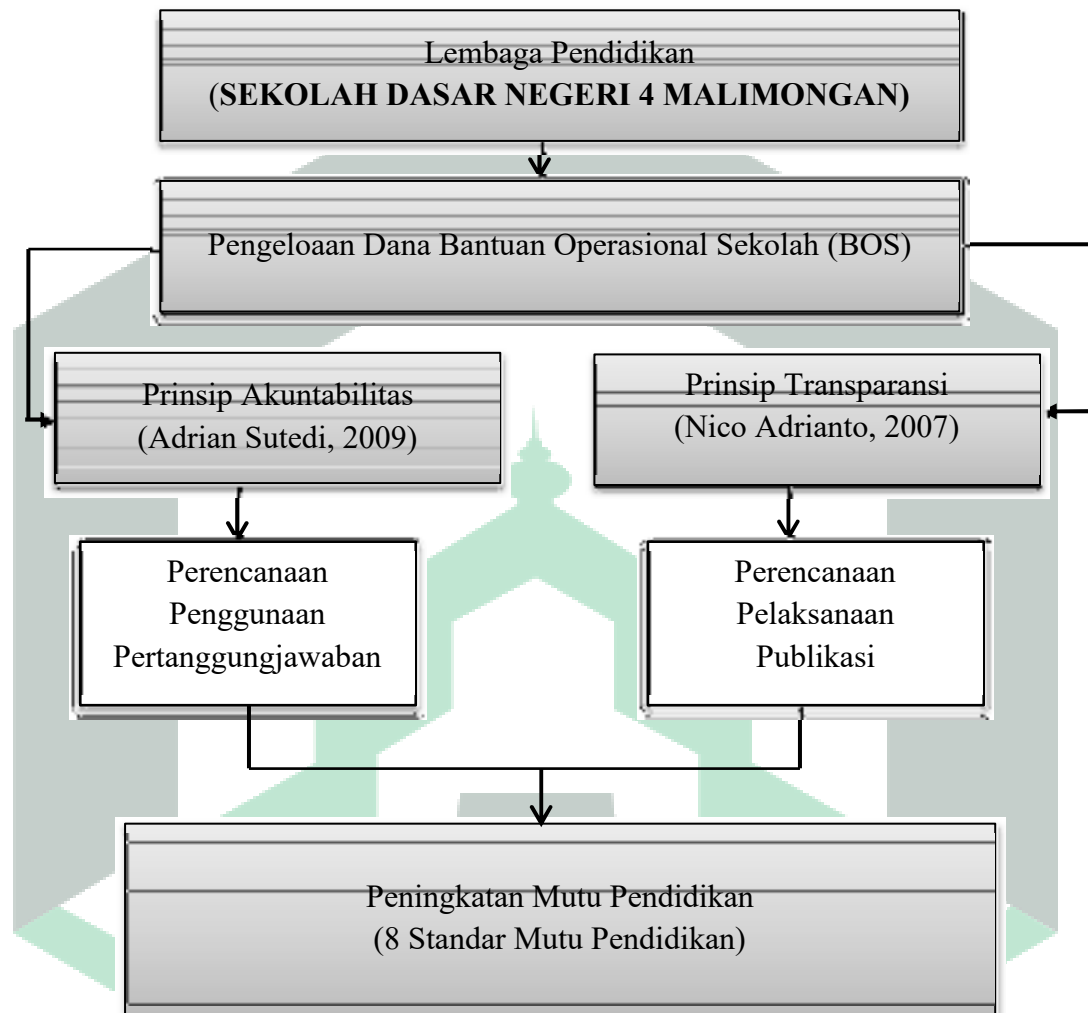 Lembaga Pendidikan
(SEKOLAH DASAR NEGERI 4 MALIMONGAN)
Pengeloaan Dana Bantuan Operasional Sekolah (BOS)
Prinsip Akuntabilitas
(Adrian Sutedi, 2009)
Prinsip Transparansi
(Nico Adrianto, 2007)
Perencanaan
Penggunaan
Pertanggungjawaban
Perencanaan
Pelaksanaan
Publikasi
Peningkatan Mutu Pendidikan
(8 Standar Mutu Pendidikan)